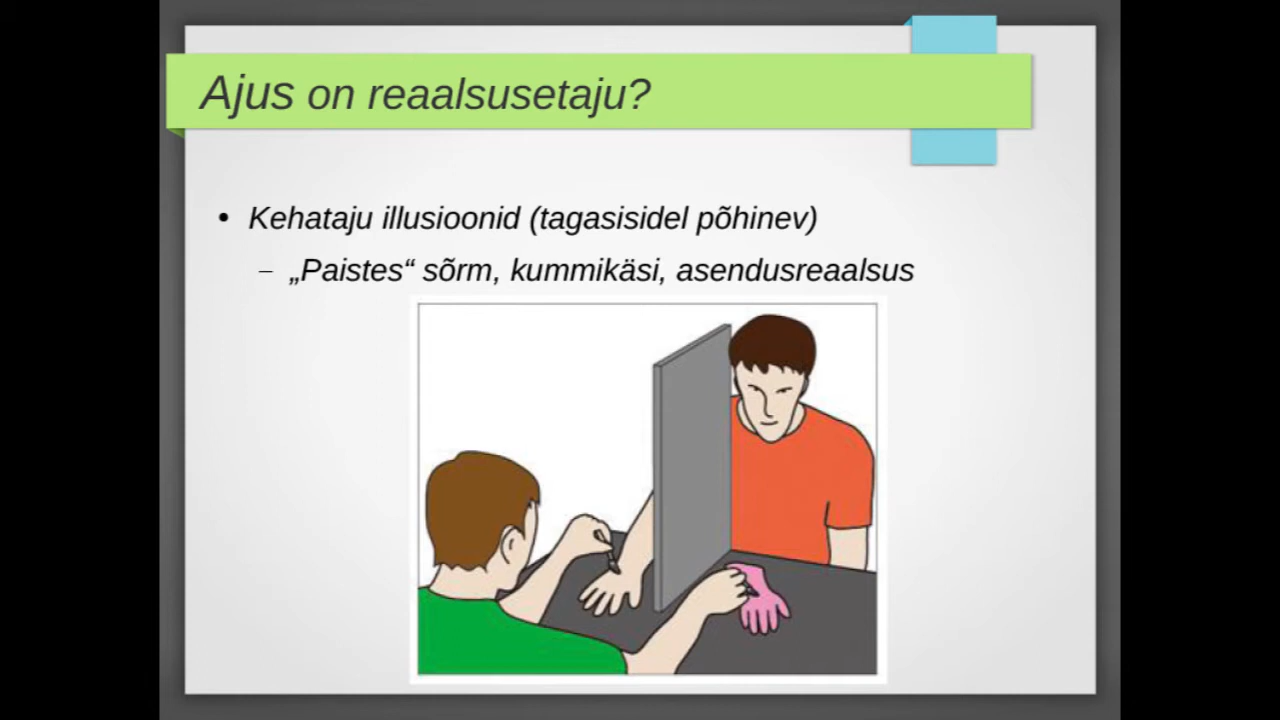 Ajus on reaalsusetaju?
• Kehataju illusioonid (tagasisidel põhinev)
– „Paistes“ sõrm, kummikäsi, asendusreaalsus